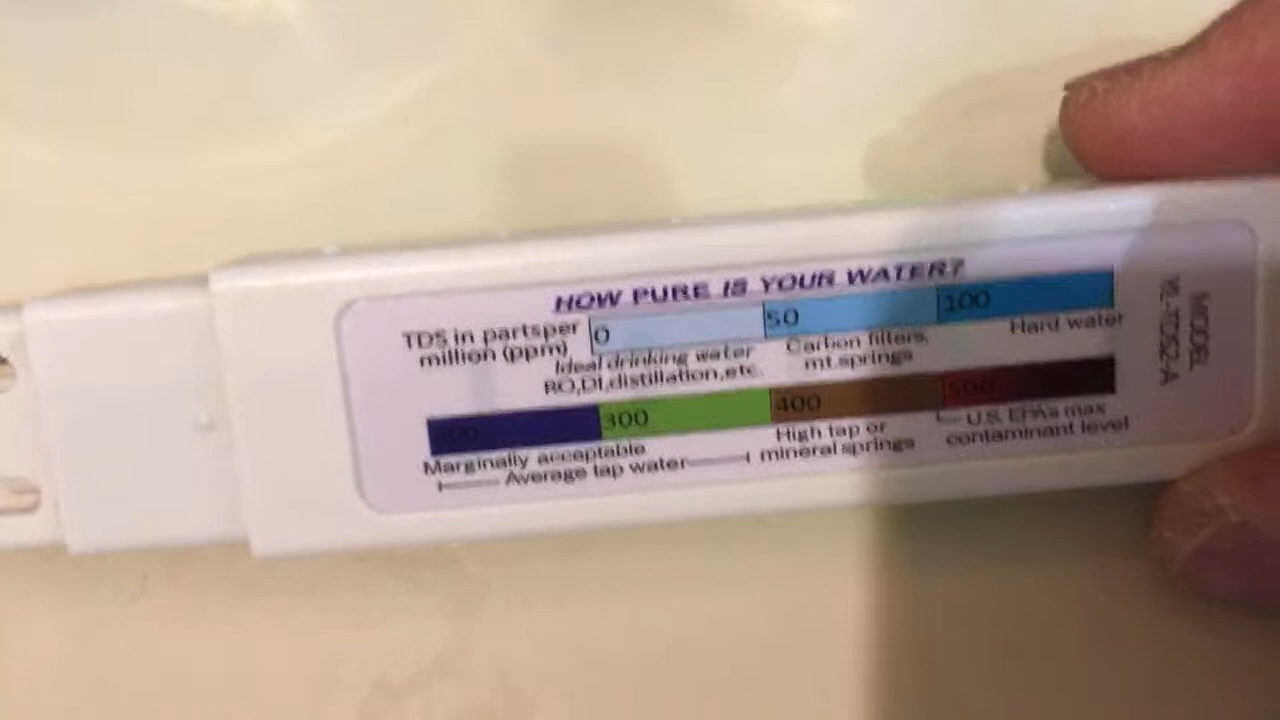 HOW PURE IS YOUR WATER?
TDS in partsper
million (ppm)
0
50
100
Ideal drinking water
RO,DI,distillation,etc.
Carbon filters,
mt.springs
Hard water
300
400
500
Marginally acceptable
Average tap water
High tap or
mineral springs
U.S. EPA's max
contaminant level
MODEL